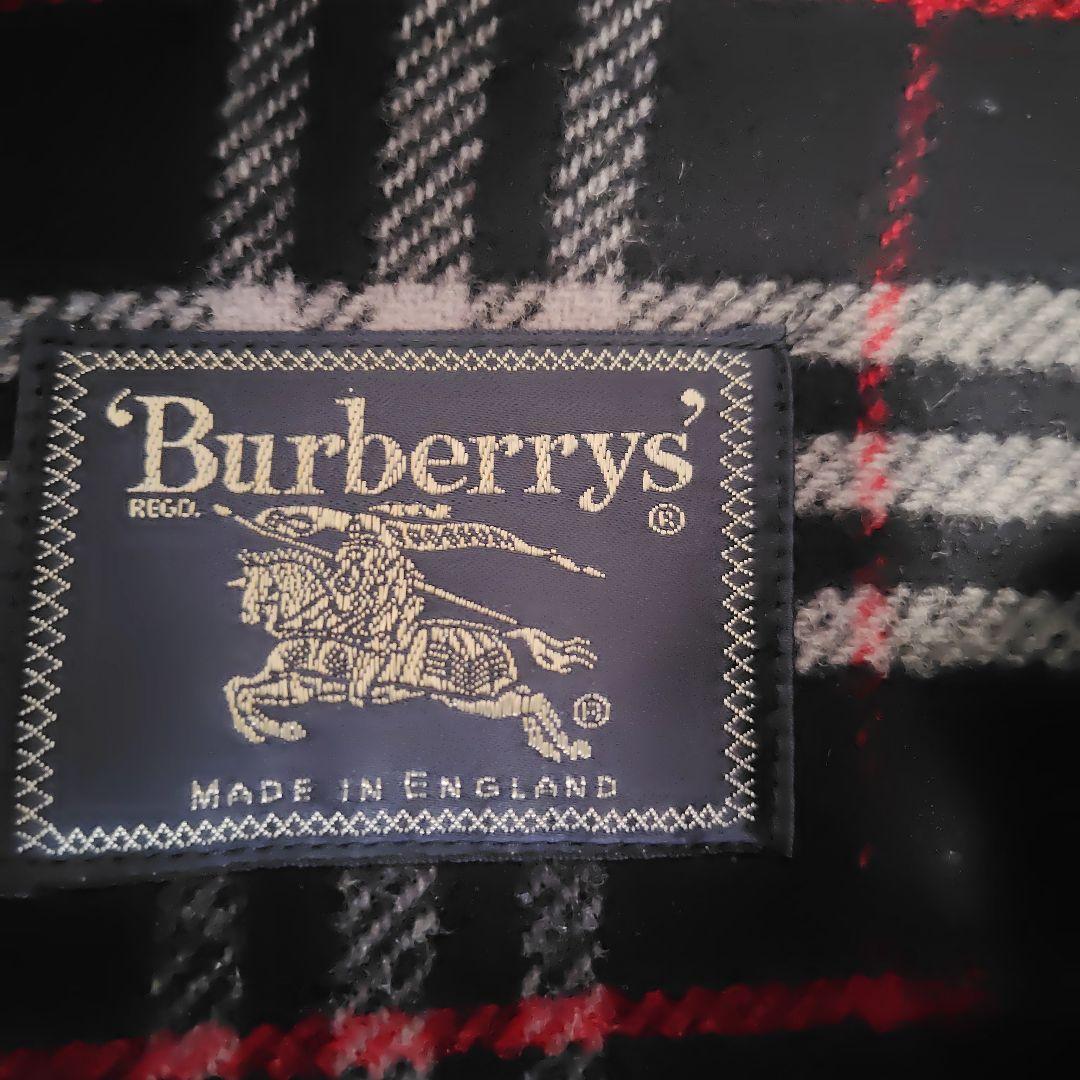 ‘Burberrys’
REGD. ®
®
MADE IN ENGLAND